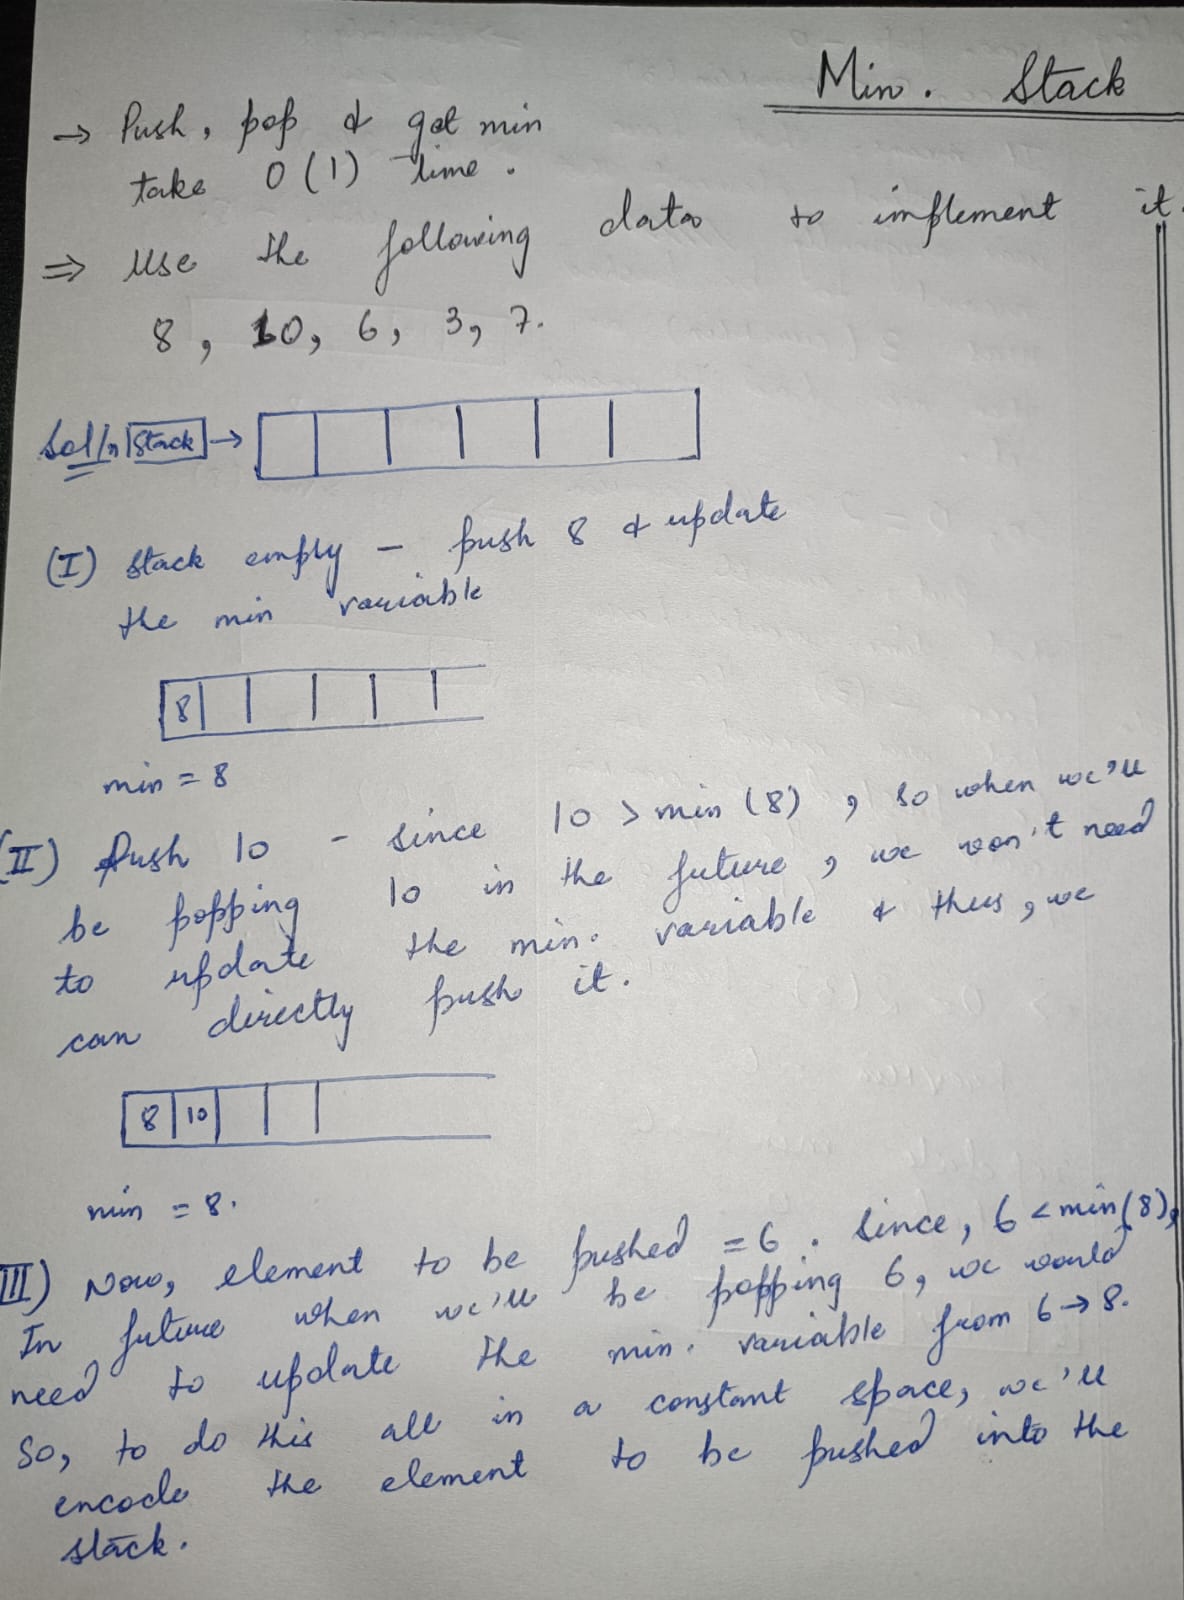 Min. Stack
→ Push, pop & get min
take O(1) time.
⇒ Use the following data to implement it.
8, 10, 6, 3, 7.
Sol/n Stack →
(I) Stack empty - push 8 & update
the min variable
8
min = 8
(II) Push 10 - since 10 > min (8), so when we'll
be popping 10 in the future, we won't need
to update the min. variable & thus, we
can directly push it.
8 10
min = 8.
(III) Now, element to be pushed = 6. Since, 6 < min(8),
In future when we'll be popping 6, we would
need to update the min. variable from 6 → 8.
So, to do this all in a constant space, we'll
encode the element to be pushed into the
stack.